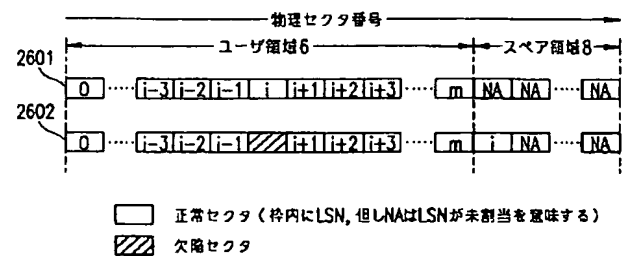 物理セクタ番号
ユーザ領域6 スペア領域8
2601
0 ····· i-3 i-2 i-1 i i+1 i+2 i+3 ····· m NA NA ····· NA
2602
0 ····· i-3 i-2 i-1 i+1 i+2 i+3 ····· m i NA ····· NA
正常セクタ(枠内にLSN, 但しNAはLSNが未割当を意味する)
欠陥セクタ